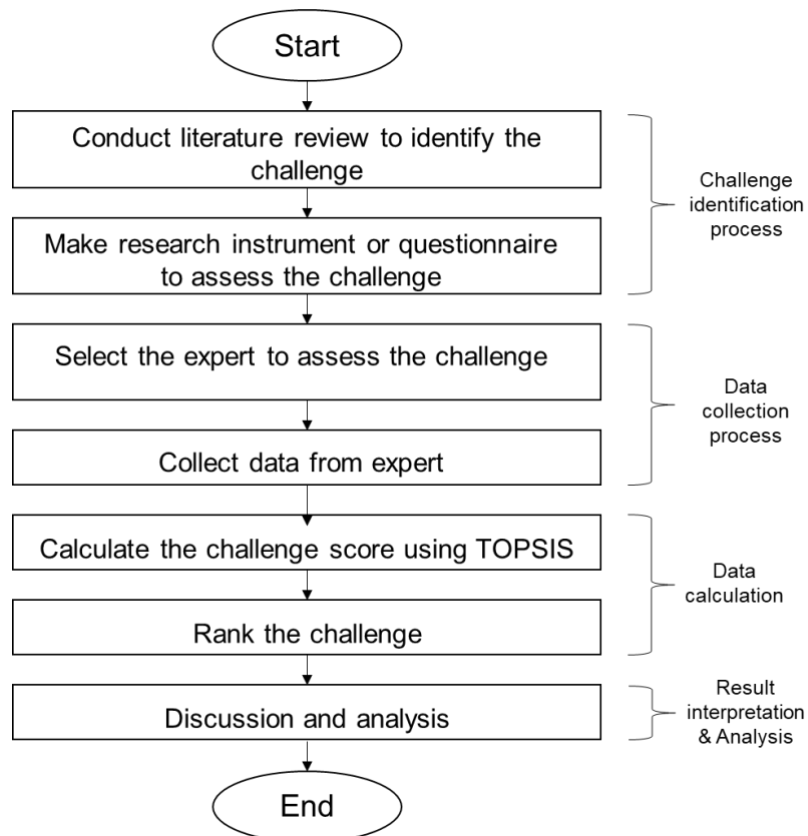 Start
Conduct literature review to identify the
challenge
Challenge
identification
process
Make research instrument or questionnaire
to assess the challenge
Select the expert to assess the challenge
Data
collection
process
Collect data from expert
Calculate the challenge score using TOPSIS
Data
calculation
Rank the challenge
Discussion and analysis
Result
interpretation
& Analysis
End